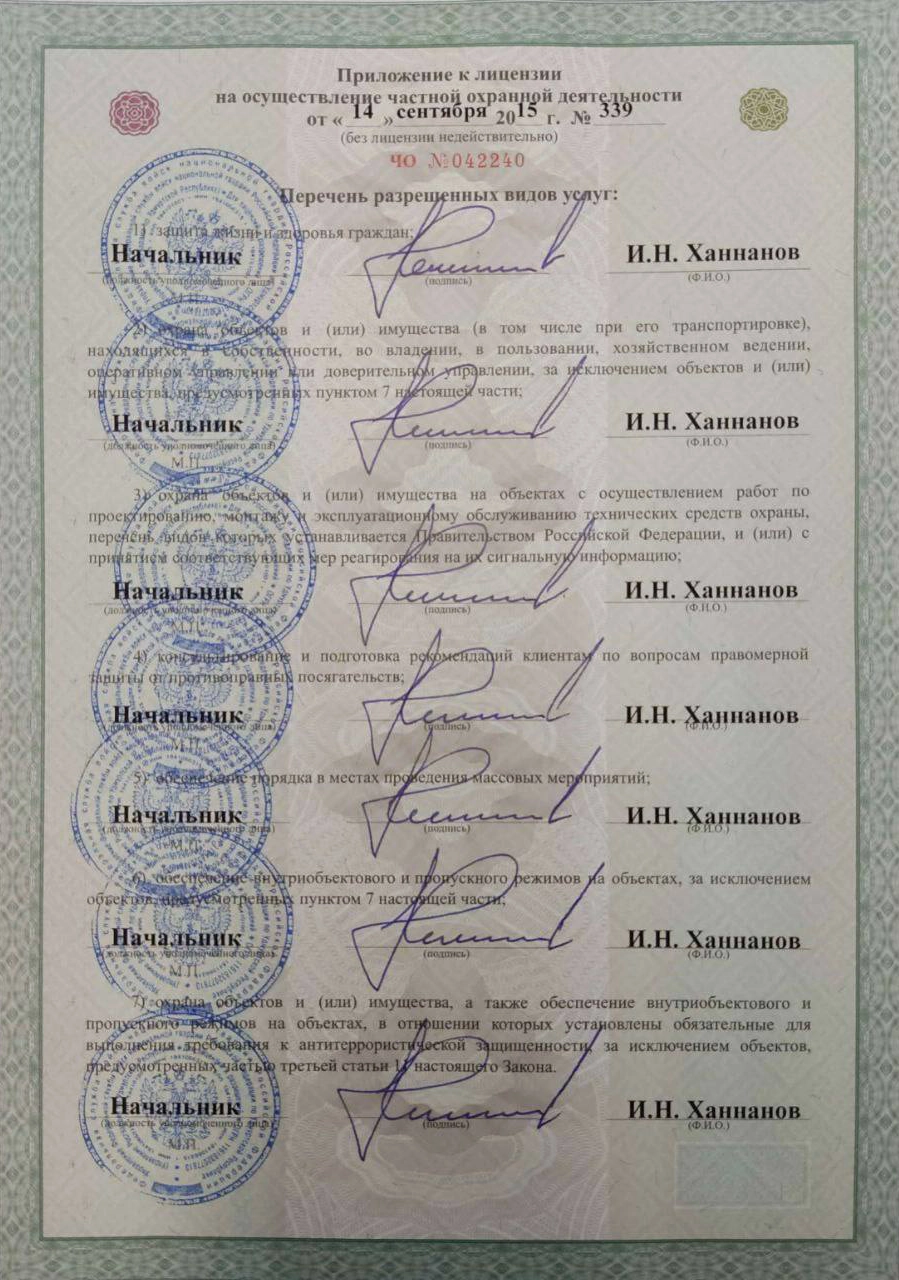 Приложение к лицензии
на осуществление частной охранной деятельности
от « 14 » сентября 2015 г. № 339
(без лицензии недействительно)
ЧО №042240
Перечень разрешенных видов услуг:
1) защита жизни и здоровья граждан;
Начальник И.Н. Ханнанов
(должность уполномоченного лица) (подпись) (Ф.И.О.)
М.П.
2) охрана объектов и (или) имущества (в том числе при его транспортировке),
находящихся в собственности, во владении, в пользовании, хозяйственном ведении,
оперативном управлении или доверительном управлении, за исключением объектов и (или)
имущества, предусмотренных пунктом 7 настоящей части;
Начальник И.Н. Ханнанов
(должность уполномоченного лица) (подпись) (Ф.И.О.)
М.П.
3) охрана объектов и (или) имущества на объектах с осуществлением работ по
проектированию, монтажу и эксплуатационному обслуживанию технических средств охраны,
перечень видов которых устанавливается Правительством Российской Федерации, и (или) с
принятием соответствующих мер реагирования на их сигнальную информацию;
Начальник И.Н. Ханнанов
(должность уполномоченного лица) (подпись) (Ф.И.О.)
М.П.
4) консультирование и подготовка рекомендаций клиентам по вопросам правомерной
защиты от противоправных посягательств;
Начальник И.Н. Ханнанов
(должность уполномоченного лица) (подпись) (Ф.И.О.)
М.П.
5) обеспечение порядка в местах проведения массовых мероприятий;
Начальник И.Н. Ханнанов
(должность уполномоченного лица) (подпись) (Ф.И.О.)
М.П.
6) обеспечение внутриобъектового и пропускного режимов на объектах, за исключением
объектов, предусмотренных пунктом 7 настоящей части;
Начальник И.Н. Ханнанов
(должность уполномоченного лица) (подпись) (Ф.И.О.)
М.П.
7) охрана объектов и (или) имущества, а также обеспечение внутриобъектового и
пропускного режимов на объектах, в отношении которых установлены обязательные для
выполнения требования к антитеррористической защищенности, за исключением объектов,
предусмотренных частью третьей статьи 11 настоящего Закона.
Начальник И.Н. Ханнанов
(должность уполномоченного лица) (подпись) (Ф.И.О.)
М.П.